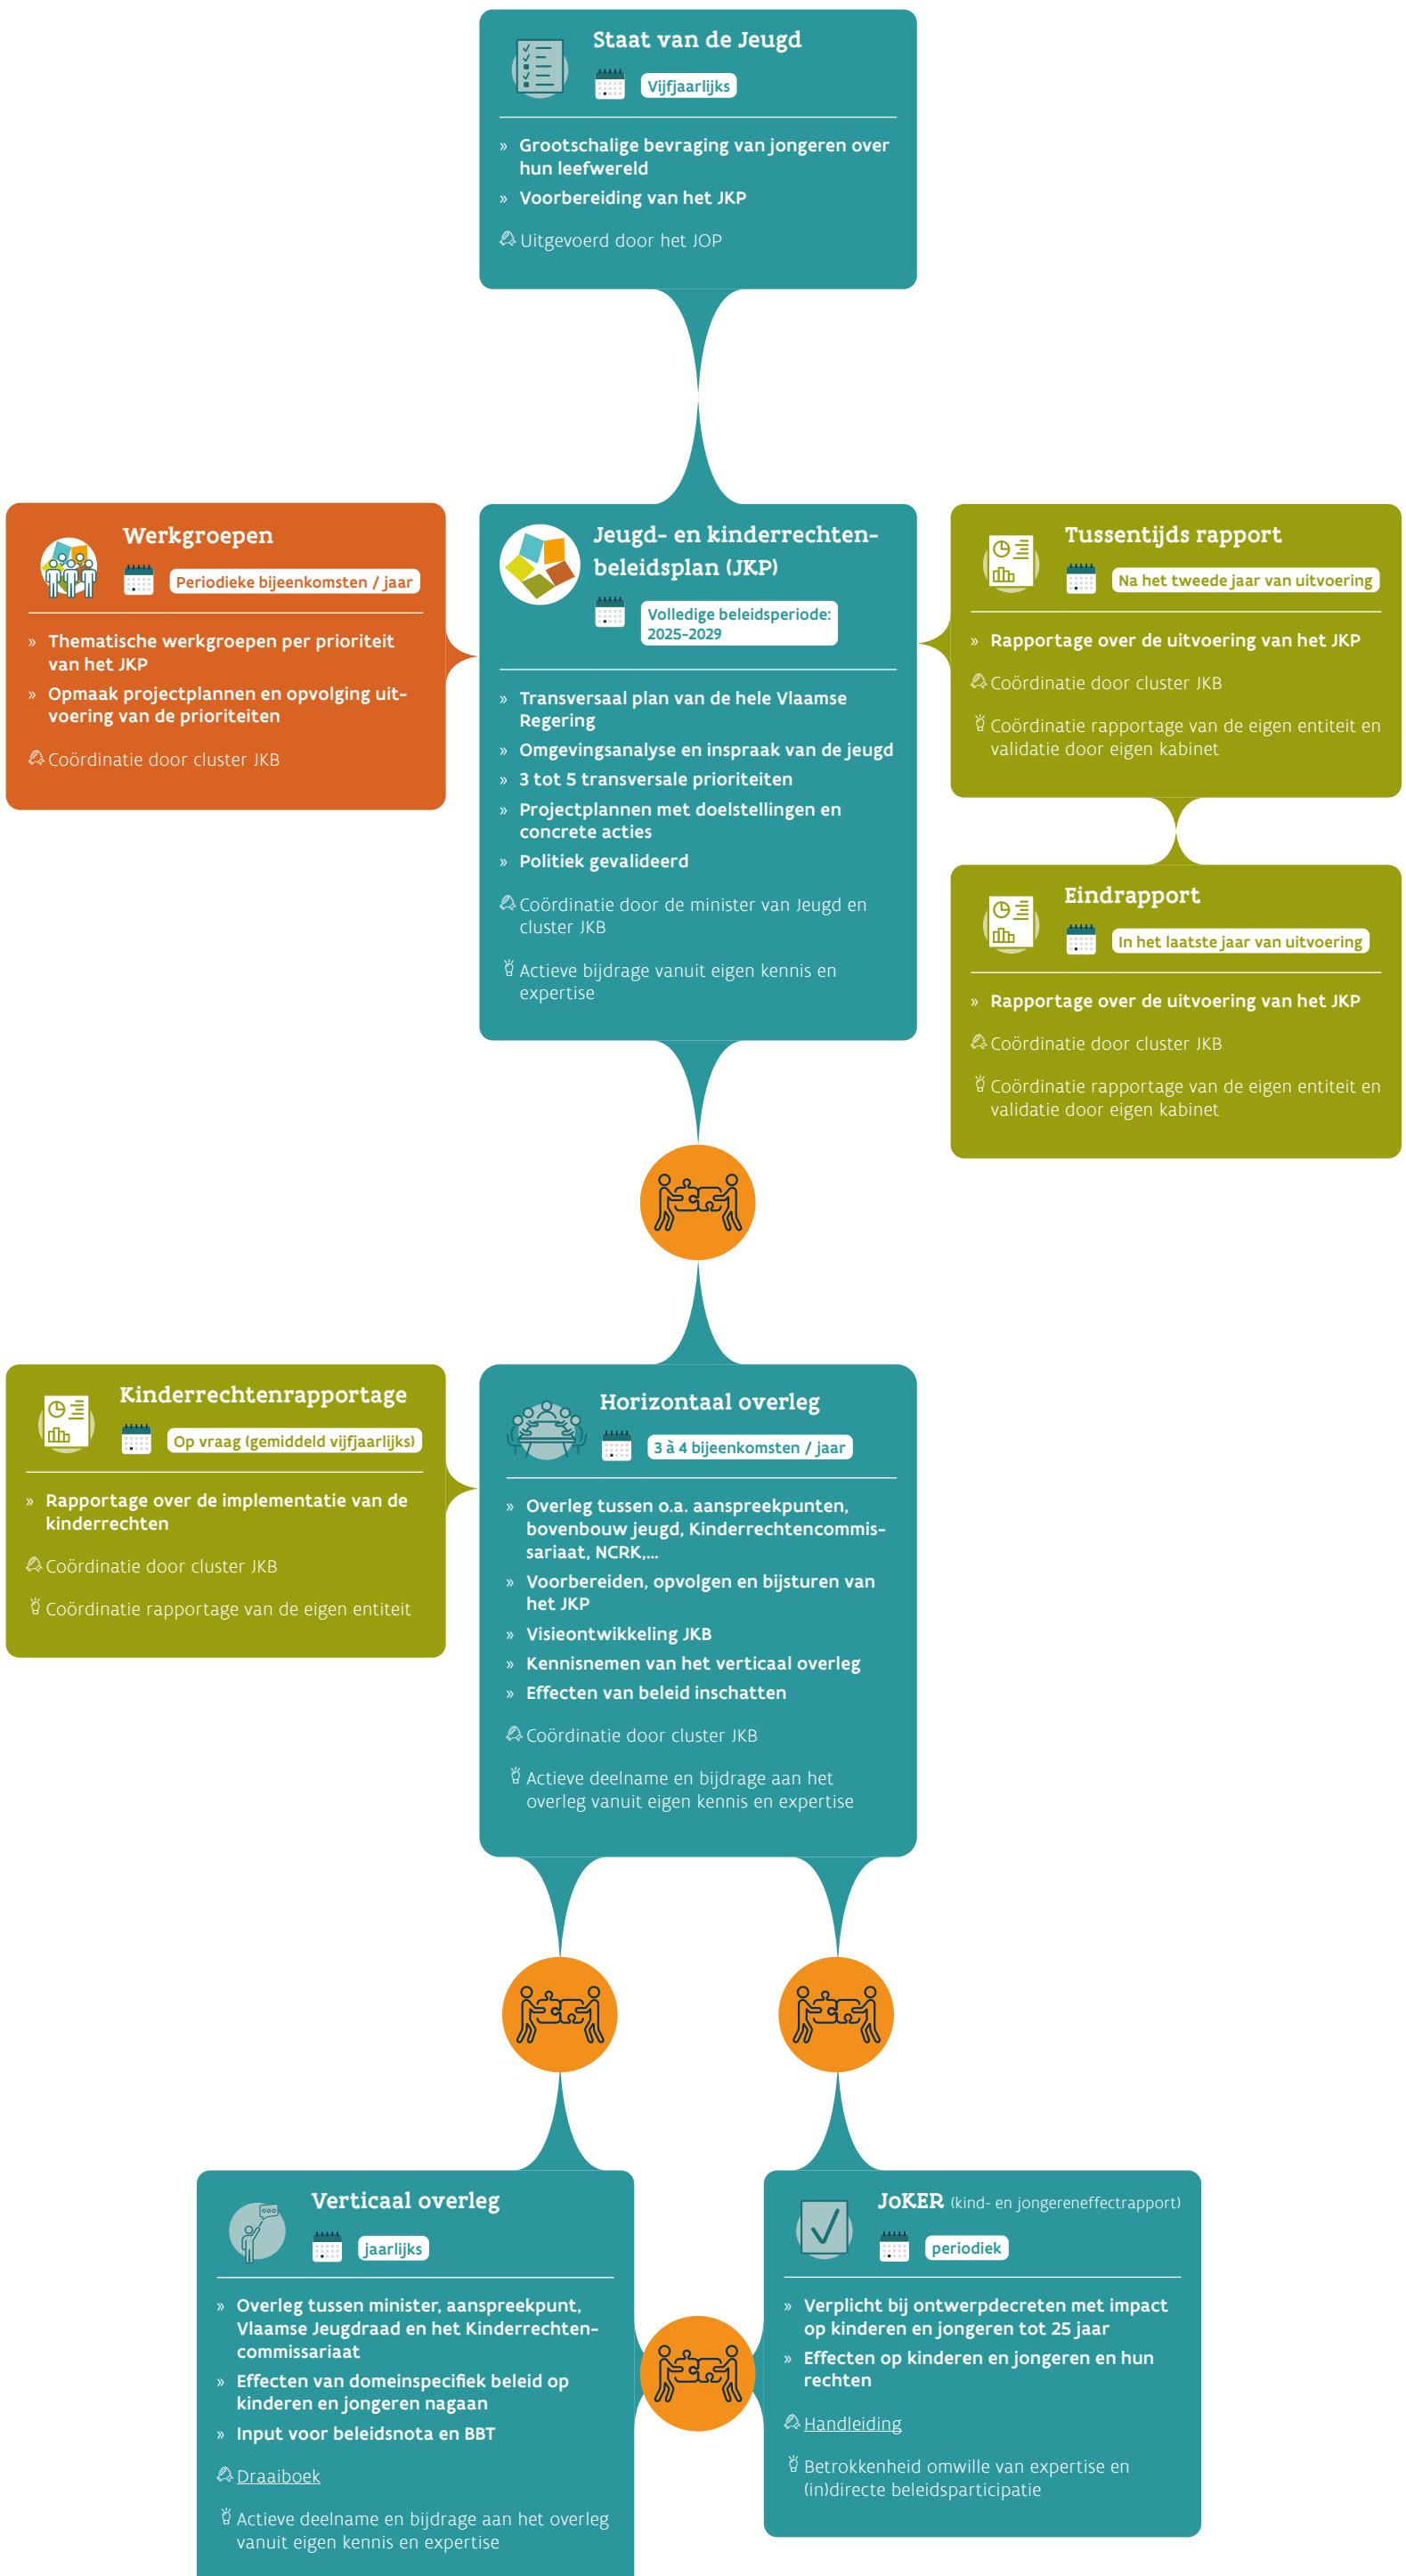 Staat van de Jeugd
Vijfjaarlijks
» Grootschalige bevraging van jongeren over
hun leefwereld
» Voorbereiding van het JKP
Uitgevoerd door het JOP
Werkgroepen
Periodieke bijeenkomsten / jaar
» Thematische werkgroepen per prioriteit
van het JKP
» Opmaak projectplannen en opvolging uit-
voering van de prioriteiten
Coördinatie door cluster JKB
Jeugd- en kinderrechten-
beleidsplan (JKP)
Volledige beleidsperiode:
2025-2029
» Transversaal plan van de hele Vlaamse
Regering
» Omgevingsanalyse en inspraak van de jeugd
» 3 tot 5 transversale prioriteiten
» Projectplannen met doelstellingen en
concrete acties
» Politiek gevalideerd
Coördinatie door de minister van Jeugd en
cluster JKB
Actieve bijdrage vanuit eigen kennis en
expertise
Tussentijds rapport
Na het tweede jaar van uitvoering
» Rapportage over de uitvoering van het JKP
Coördinatie door cluster JKB
Coördinatie rapportage van de eigen entiteit en
validatie door eigen kabinet
Eindrapport
In het laatste jaar van uitvoering
» Rapportage over de uitvoering van het JKP
Coördinatie door cluster JKB
Coördinatie rapportage van de eigen entiteit en
validatie door eigen kabinet
Kinderrechtenrapportage
Op vraag (gemiddeld vijfjaarlijks)
» Rapportage over de implementatie van de
kinderrechten
Coördinatie door cluster JKB
Coördinatie rapportage van de eigen entiteit
Horizontaal overleg
3 à 4 bijeenkomsten / jaar
» Overleg tussen o.a. aanspreekpunten,
bovenbouw jeugd, Kinderrechtencommis-
sariaat, NCRK,...
» Voorbereiden, opvolgen en bijsturen van
het JKP
» Visieontwikkeling JKB
» Kennisnemen van het verticaal overleg
» Effecten van beleid inschatten
Coördinatie door cluster JKB
Actieve deelname en bijdrage aan het
overleg vanuit eigen kennis en expertise
Verticaal overleg
jaarlijks
» Overleg tussen minister, aanspreekpunt,
Vlaamse Jeugdraad en het Kinderrechten-
commissariaat
» Effecten van domeinspecifiek beleid op
kinderen en jongeren nagaan
» Input voor beleidsnota en BBT
Draaiboek
Actieve deelname en bijdrage aan het overleg
vanuit eigen kennis en expertise
JoKER (kind- en jongereneffectrapport)
periodiek
» Verplicht bij ontwerpdecreten met impact
op kinderen en jongeren tot 25 jaar
» Effecten op kinderen en jongeren en hun
rechten
Handleiding
Betrokkenheid omwille van expertise en
(in)directe beleidsparticipatie